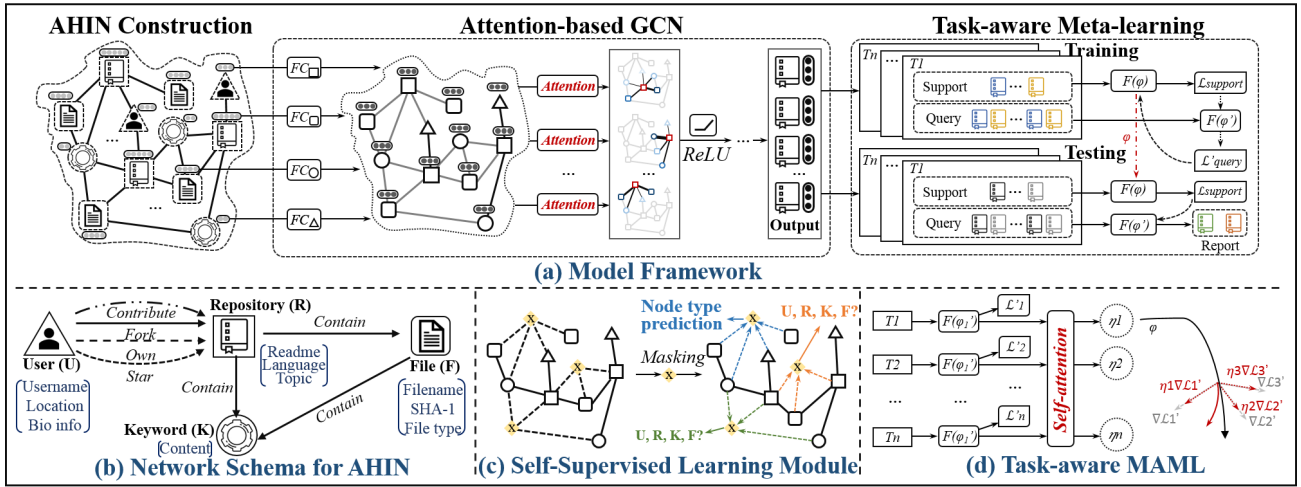 AHIN Construction
Attention-based GCN
Task-aware Meta-learning
...
FC
FC
FC
FC
Attention
Attention
...
Attention
...
ReLU
...
Output
Training
Tn ... T1
Support
...
Query
...
F(φ)
ℒsupport
F(φ')
ℒ'query
φ
Testing
Tn ... T1
Support
...
Query
...
F(φ)
ℒsupport
F(φ')
Report
(a) Model Framework
User (U)
Username
Location
Bio info
Contribute
Fork
Own
Star
Repository (R)
Readme
Language
Topic
Contain
Contain
Contain
File (F)
Filename
SHA-1
File type
Keyword (K)
Content
(b) Network Schema for AHIN
X
X
X
X
Masking
X
Node type
prediction
U, R, K, F?
X
X
X
U, R, K, F?
X
(c) Self-Supervised Learning Module
T1
F(φ₁')
ℒ'1
η1
T2
F(φ₁')
ℒ'2
η2
...
...
...
Tn
F(φ₁')
ℒ'n
ηn
Self-attention
φ
η3∇ℒ3'
∇ℒ3'
η1∇ℒ1'
∇ℒ1'
η2∇ℒ2'
∇ℒ2'
(d) Task-aware MAML